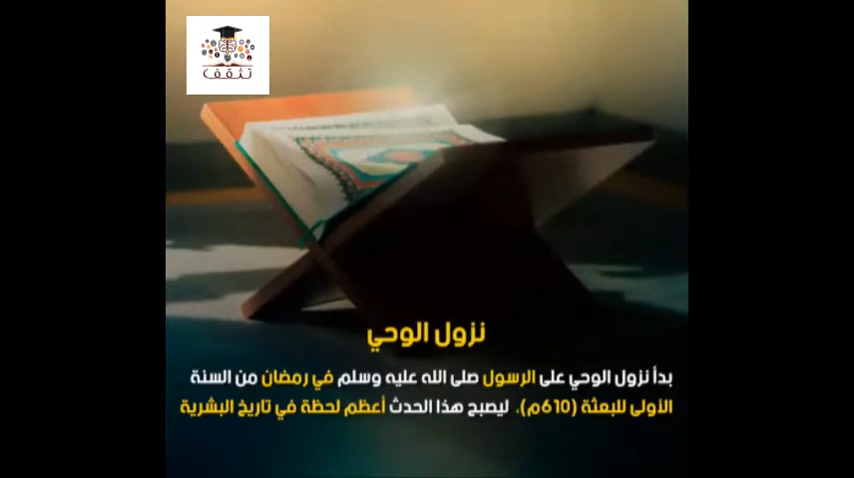 تثقف
نزول الوحي
بدأ نزول الوحي على الرسول صلى الله عليه وسلم في رمضان من السنة
الأولى للبعثة (610م)، ليصبح هذا الحدث أعظم لحظة في تاريخ البشرية